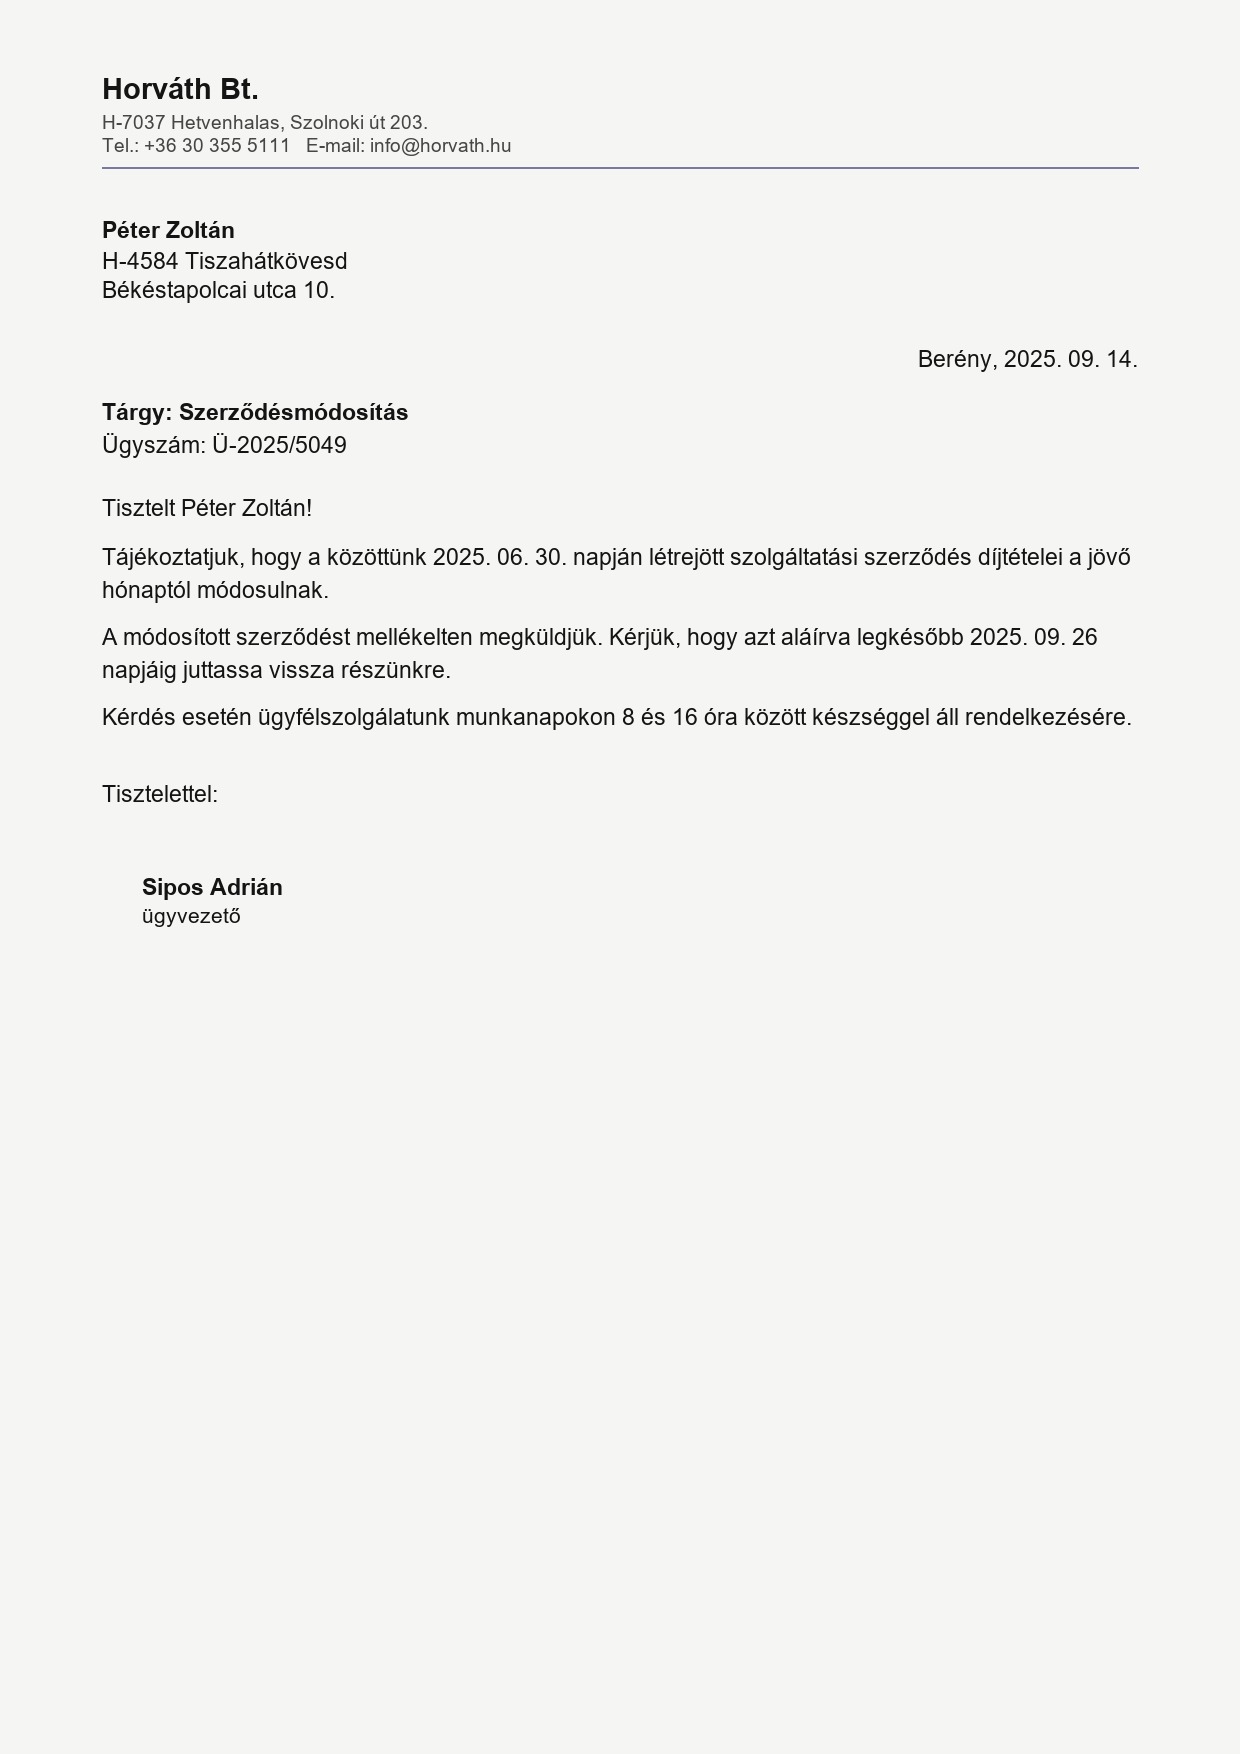 Horváth Bt.
H-7037 Hetvenhalas, Szolnoki út 203.
Tel.: +36 30 355 5111 E-mail: info@horvath.hu
Péter Zoltán
H-4584 Tiszahátkövesd
Békéstapolcai utca 10.
Berény, 2025. 09. 14.
Tárgy: Szerződésmódosítás
Ügyszám: Ü-2025/5049
Tisztelt Péter Zoltán!
Tájékoztatjuk, hogy a közöttünk 2025. 06. 30. napján létrejött szolgáltatási szerződés díjtételei a jövő
hónaptól módosulnak.
A módosított szerződést mellékelten megküldjük. Kérjük, hogy azt aláírva legkésőbb 2025. 09. 26
napjáig juttassa vissza részünkre.
Kérdés esetén ügyfélszolgálatunk munkanapokon 8 és 16 óra között készséggel áll rendelkezésére.
Tisztelettel:
Sipos Adrián
ügyvezető